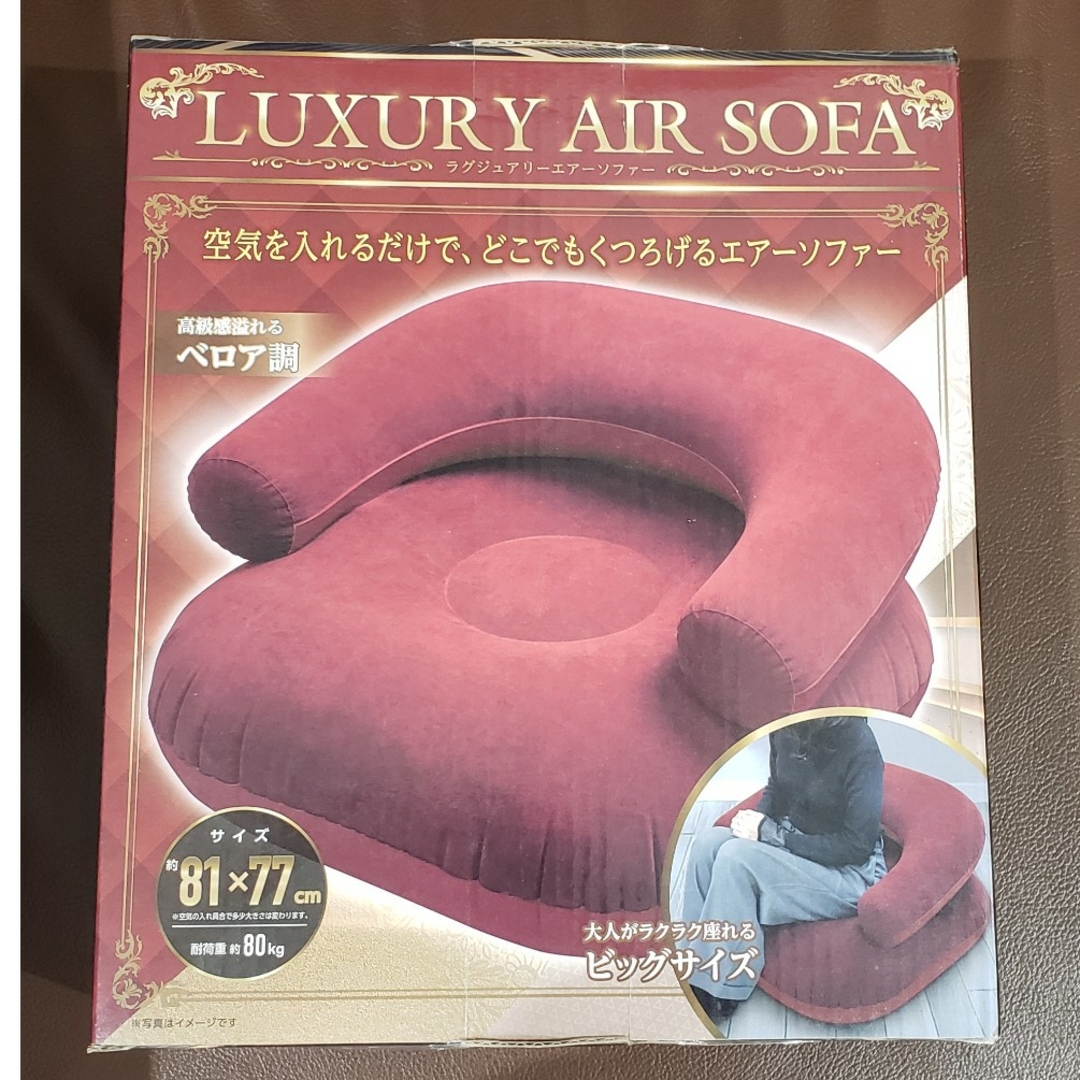 LUXURY AIR SOFA
ラグジュアリーエアーソファー
空気を入れるだけで、どこでもくつろげるエアーソファー
高級感溢れる
ベロア調
サイズ
約81×77cm
※空気の入れ具合で多少大きさは変わります。
耐荷重 約80kg
大人がラクラク座れる
ビッグサイズ
※写真はイメージです